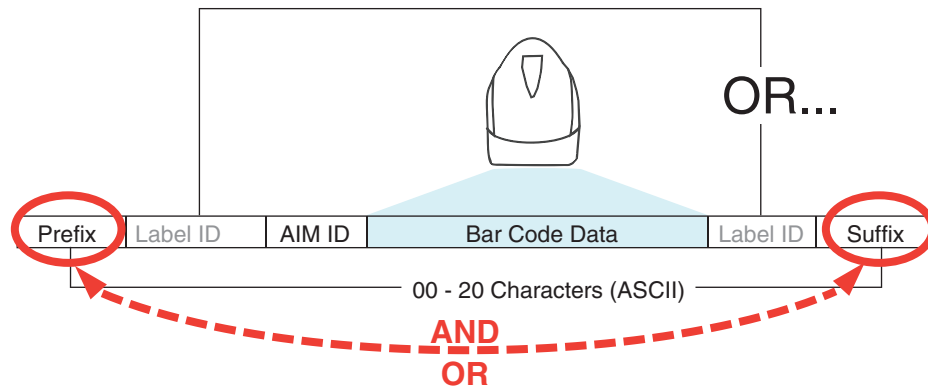 OR...
Prefix Label ID AIM ID Bar Code Data Label ID Suffix
00 - 20 Characters (ASCII)
AND
OR